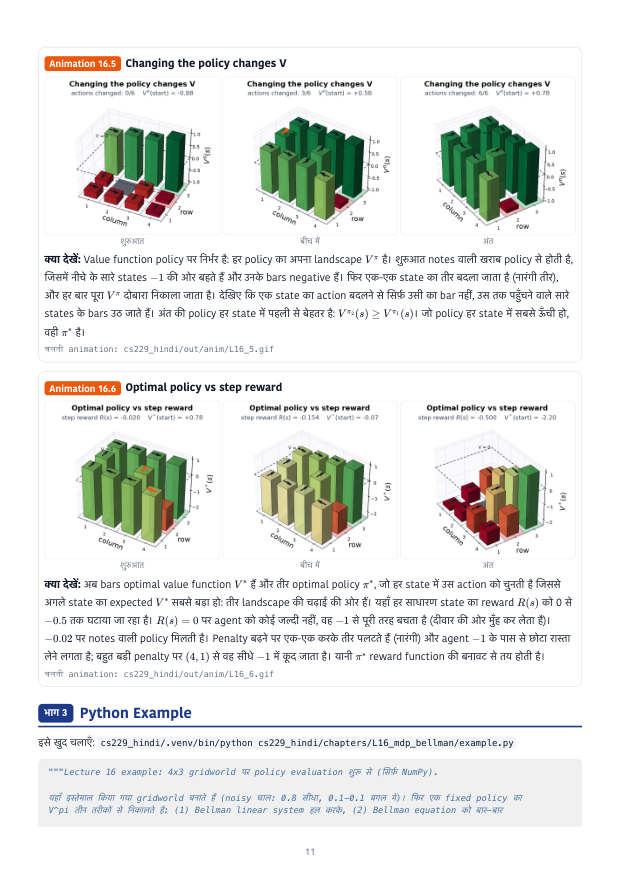 Animation 16.5 Changing the policy changes V
Changing the policy changes V
actions changed: 0/6 Vᵖ(start) = -0.88
Changing the policy changes V
actions changed: 3/6 Vᵖ(start) = +0.58
Changing the policy changes V
actions changed: 6/6 Vᵖ(start) = +0.78
column
row
शुरुआत
बीच में
अंत
क्या देखें: Value function policy पर निर्भर है: हर policy का अपना landscape V^π है। शुरुआत notes वाली खराब policy से होती है,
जिसमें नीचे के सारे states −1 की ओर बहते हैं और उनके bars negative हैं। फिर एक-एक state का तीर बदला जाता है (नारंगी तीर),
और हर बार पूरा V^π दोबारा निकाला जाता है। देखिए कि एक state का action बदलने से सिर्फ उसी का bar नहीं, उस तक पहुँचने वाले सारे
states के bars उठ जाते हैं। अंत की policy हर state में पहली से बेहतर है: V^π₂(s) ≥ V^π₁(s)। जो policy हर state में सबसे ऊँची हो,
वही π* है।
चलती animation: cs229_hindi/out/anim/L16_5.gif
Animation 16.6 Optimal policy vs step reward
Optimal policy vs step reward
step reward R(s) = -0.020 V*(start) = +0.78
Optimal policy vs step reward
step reward R(s) = -0.154 V*(start) = -0.07
Optimal policy vs step reward
step reward R(s) = -0.500 V*(start) = -2.20
column
row
शुरुआत
बीच में
अंत
क्या देखें: अब bars optimal value function V* हैं और तीर optimal policy π*, जो हर state में उस action को चुनती है जिससे
अगले state का expected V* सबसे बड़ा हो: तीर landscape की चढ़ाई की ओर हैं। यहाँ हर साधारण state का reward R(s) को 0 से
−0.5 तक घटाया जा रहा है। R(s) = 0 पर agent को कोई जल्दी नहीं, वह −1 से पूरी तरह बचता है (दीवार की ओर मुँह कर लेता है)।
−0.02 पर notes वाली policy मिलती है। Penalty बढ़ने पर एक-एक करके तीर पलटते हैं (नारंगी) और agent −1 के पास से छोटा रास्ता
लेने लगता है; बहुत बड़ी penalty पर (4, 1) से वह सीधे −1 में कूद जाता है। यानी π* reward function की बनावट से तय होती है।
चलती animation: cs229_hindi/out/anim/L16_6.gif
भाग 3 Python Example
इसे खुद चलाएँ: cs229_hindi/.venv/bin/python cs229_hindi/chapters/L16_mdp_bellman/example.py
"""Lecture 16 example: 4x3 gridworld पर policy evaluation शुरू से (सिर्फ NumPy).
यहाँ इस्तेमाल किया गया gridworld बनाते हैं (noisy चाल: 0.8 सीधा, 0.1-0.1 बगल में)। फिर एक fixed policy का
V^pi तीन तरीकों से निकालते हैं: (1) Bellman linear system हल करके, (2) Bellman equation को बार-बार
11